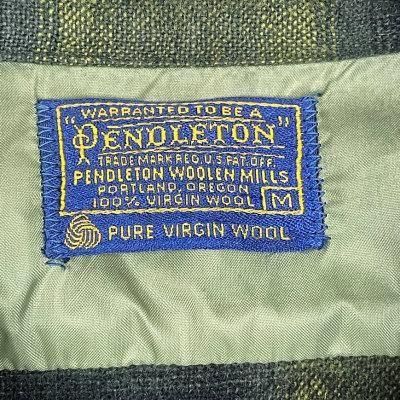 "WARRANTED TO BE A"
PENDLETON
TRADE MARK REG. U.S. PAT. OFF.
PENDLETON WOOLEN MILLS
PORTLAND, OREGON
100% VIRGIN WOOL M
PURE VIRGIN WOOL